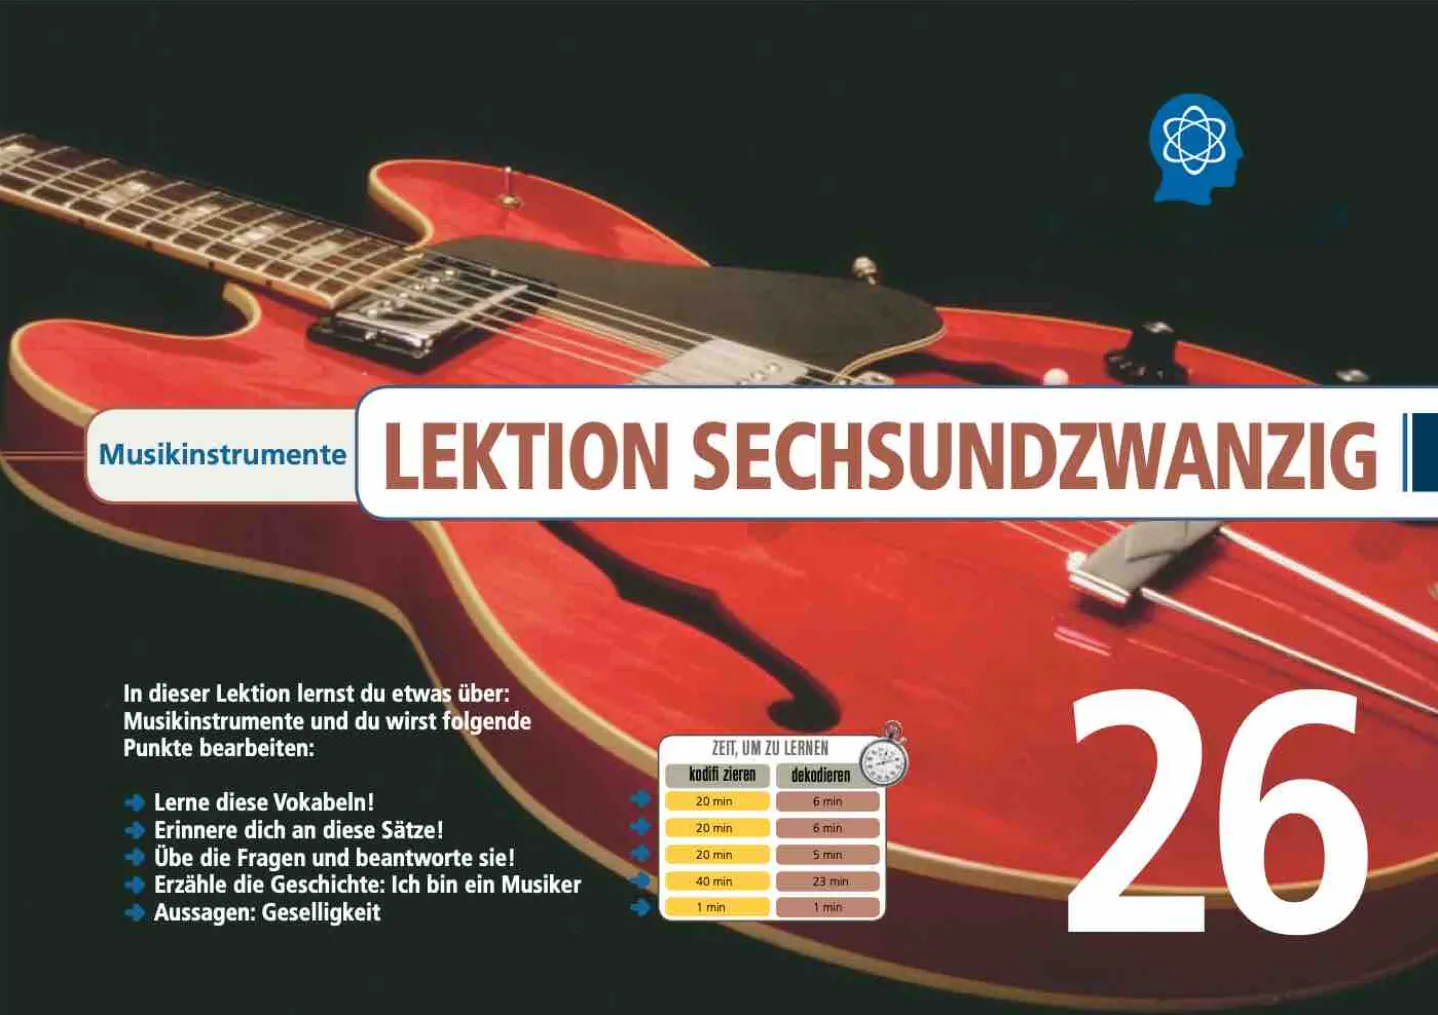 Musikinstrumente
LEKTION SECHSUNDZWANZIG
In dieser Lektion lernst du etwas über:
Musikinstrumente und du wirst folgende
Punkte bearbeiten:
Lerne diese Vokabeln!
Erinnere dich an diese Sätze!
Übe die Fragen und beantworte sie!
Erzähle die Geschichte: Ich bin ein Musiker
Aussagen: Geselligkeit
ZEIT, UM ZU LERNEN
kodifi zieren dekodieren
20 min 6 min
20 min 6 min
20 min 5 min
40 min 23 min
1 min 1 min
26